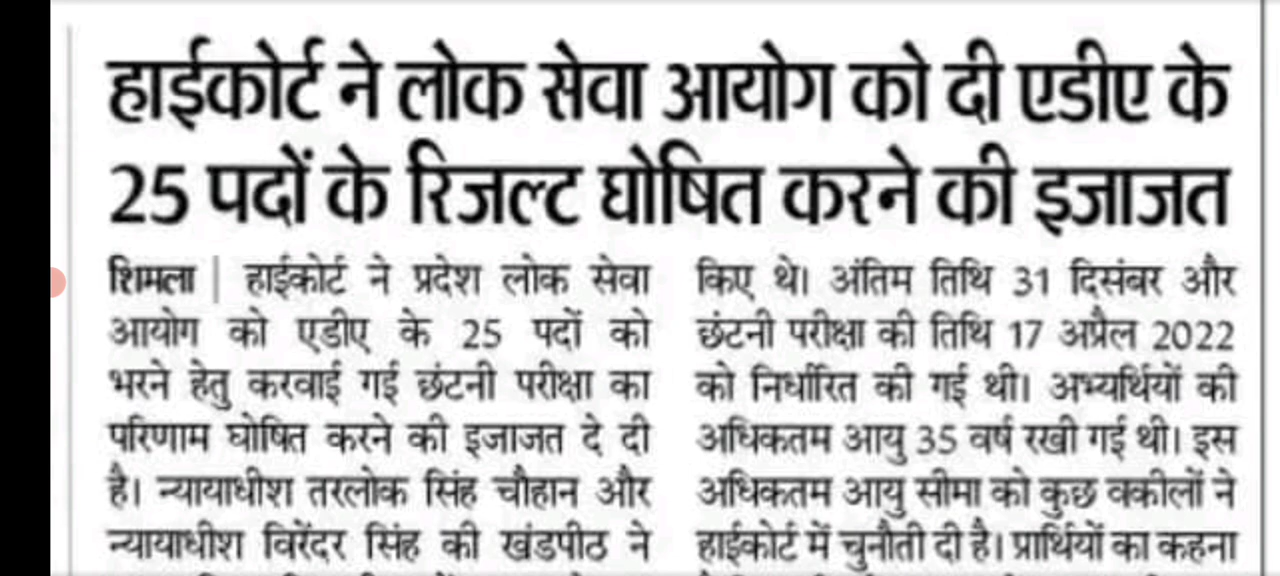 हाईकोर्ट ने लोक सेवा आयोग को दी एडीए के
25 पदों के रिजल्ट घोषित करने की इजाजत
शिमला | हाईकोर्ट ने प्रदेश लोक सेवा
आयोग को एडीए के 25 पदों को
भरने हेतु करवाई गई छंटनी परीक्षा का
परिणाम घोषित करने की इजाजत दे दी
है। न्यायाधीश तरलोक सिंह चौहान और
न्यायाधीश विरेंदर सिंह की खंडपीठ ने
किए थे। अंतिम तिथि 31 दिसंबर और
छंटनी परीक्षा की तिथि 17 अप्रैल 2022
को निर्धारित की गई थी। अभ्यर्थियों की
अधिकतम आयु 35 वर्ष रखी गई थी। इस
अधिकतम आयु सीमा को कुछ वकीलों ने
हाईकोर्ट में चुनौती दी है। प्रार्थियों का कहना